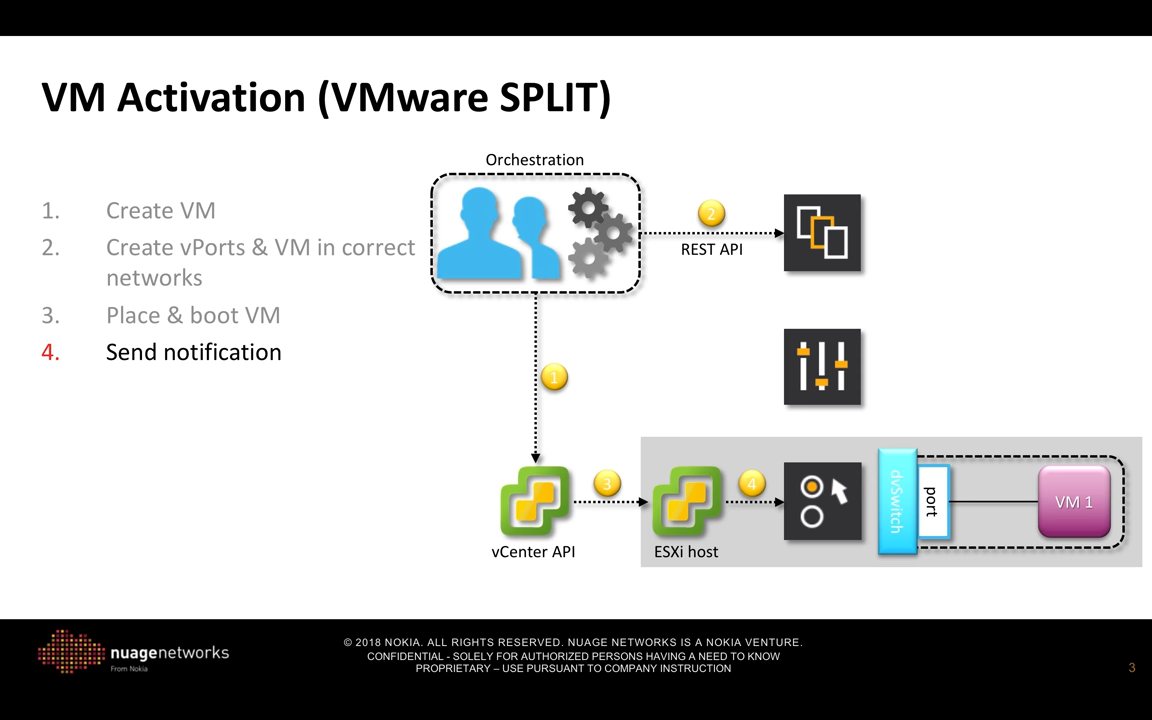 VM Activation (VMware SPLIT)
Orchestration
1. Create VM
2. Create vPorts & VM in correct
networks
3. Place & boot VM
4. Send notification
2
REST API
1
3
4
vCenter API
ESXi host
dvSwitch
port
VM 1
nuagenetworks
From Nokia
© 2018 NOKIA. ALL RIGHTS RESERVED. NUAGE NETWORKS IS A NOKIA VENTURE.
CONFIDENTIAL - SOLELY FOR AUTHORIZED PERSONS HAVING A NEED TO KNOW
PROPRIETARY – USE PURSUANT TO COMPANY INSTRUCTION
3